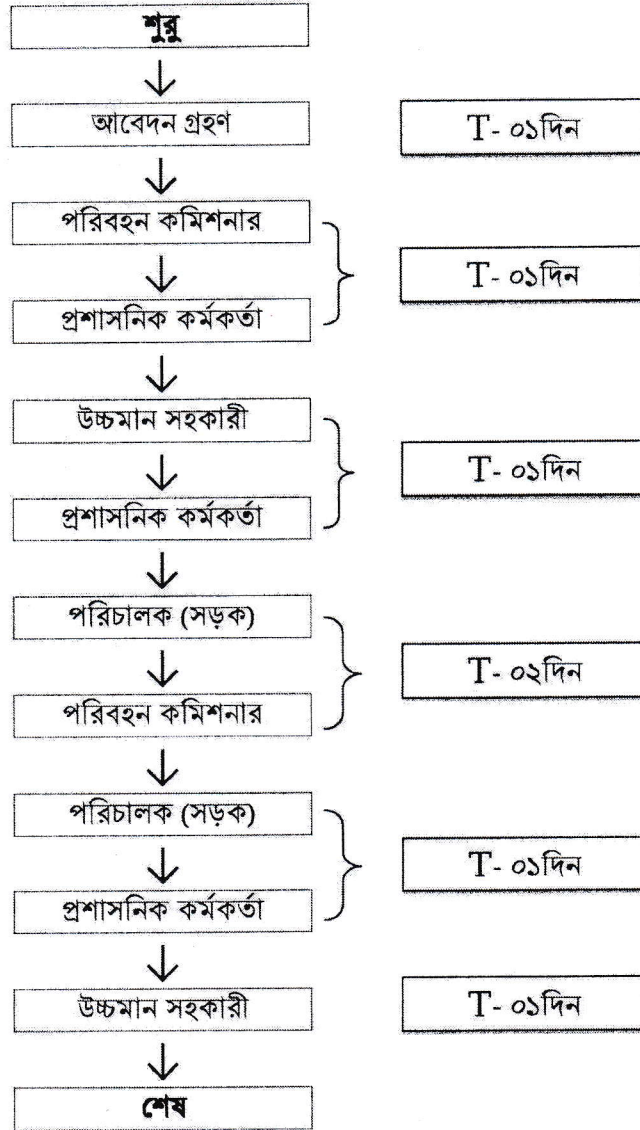 শুরু
আবেদন গ্রহণ
T- ০১দিন
পরিবহন কমিশনার
T- ০১দিন
প্রশাসনিক কর্মকর্তা
উচ্চমান সহকারী
T- ০১দিন
প্রশাসনিক কর্মকর্তা
পরিচালক (সড়ক)
T- ০২দিন
পরিবহন কমিশনার
পরিচালক (সড়ক)
T- ০১দিন
প্রশাসনিক কর্মকর্তা
উচ্চমান সহকারী
T- ০১দিন
শেষ